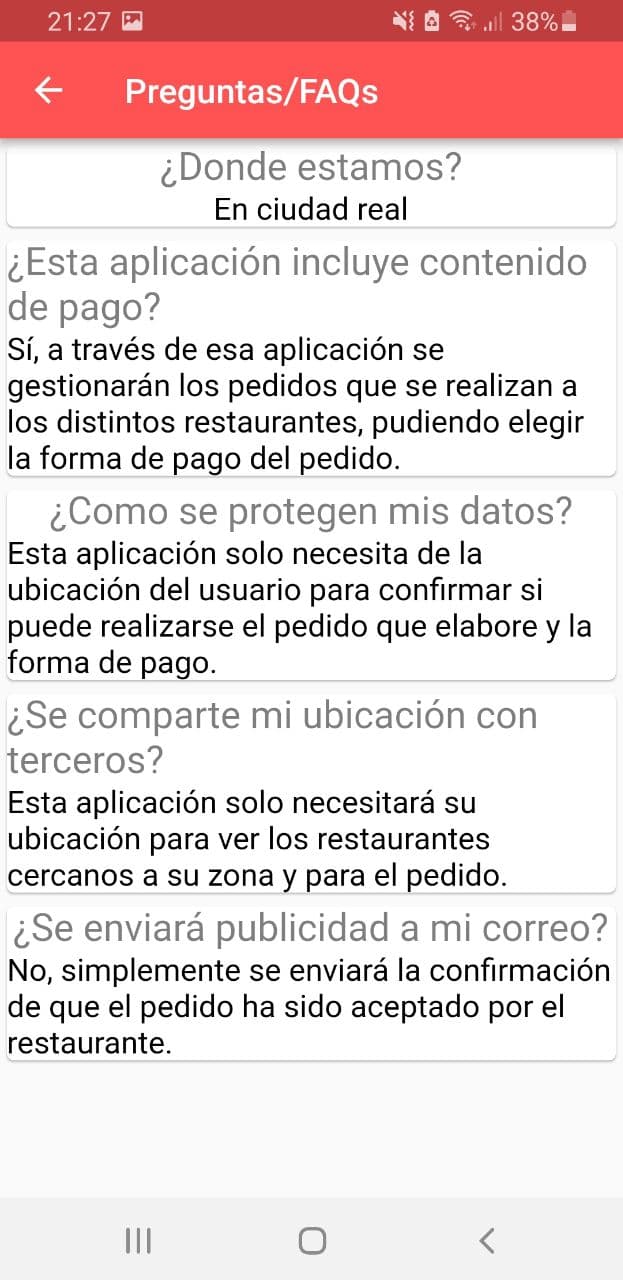 21:27
38%
Preguntas/FAQs
¿Donde estamos?
En ciudad real
¿Esta aplicación incluye contenido
de pago?
Sí, a través de esa aplicación se
gestionarán los pedidos que se realizan a
los distintos restaurantes, pudiendo elegir
la forma de pago del pedido.
¿Como se protegen mis datos?
Esta aplicación solo necesita de la
ubicación del usuario para confirmar si
puede realizarse el pedido que elabore y la
forma de pago.
¿Se comparte mi ubicación con
terceros?
Esta aplicación solo necesitará su
ubicación para ver los restaurantes
cercanos a su zona y para el pedido.
¿Se enviará publicidad a mi correo?
No, simplemente se enviará la confirmación
de que el pedido ha sido aceptado por el
restaurante.